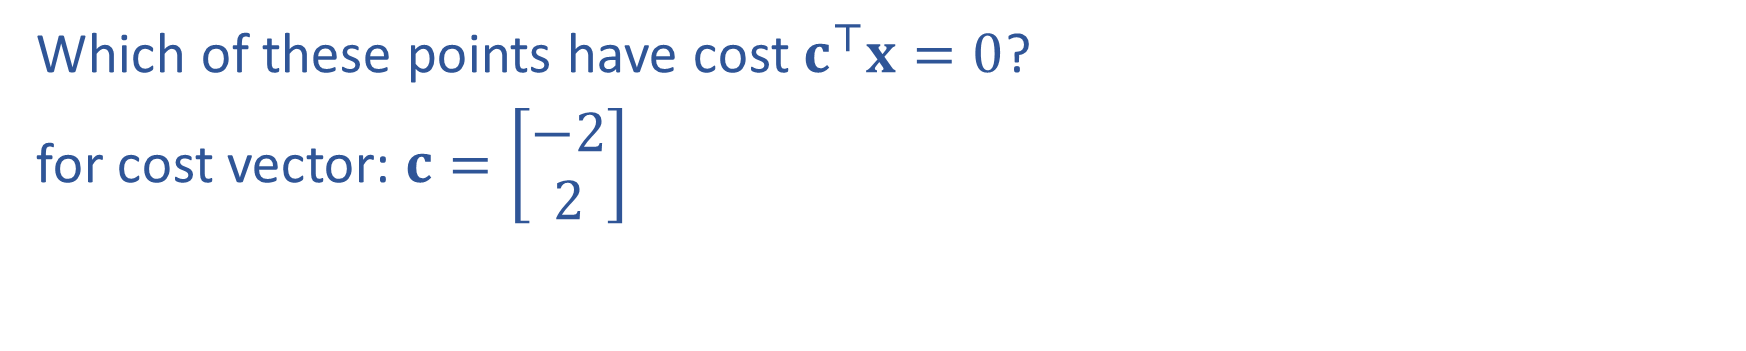 Which of these points have cost 𝐜⊤𝐱 = 0?
for cost vector: 𝐜 = [−2
2]